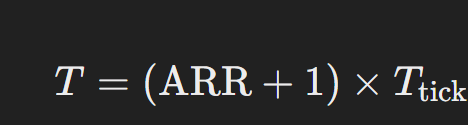 T = (ARR + 1) × T_tick